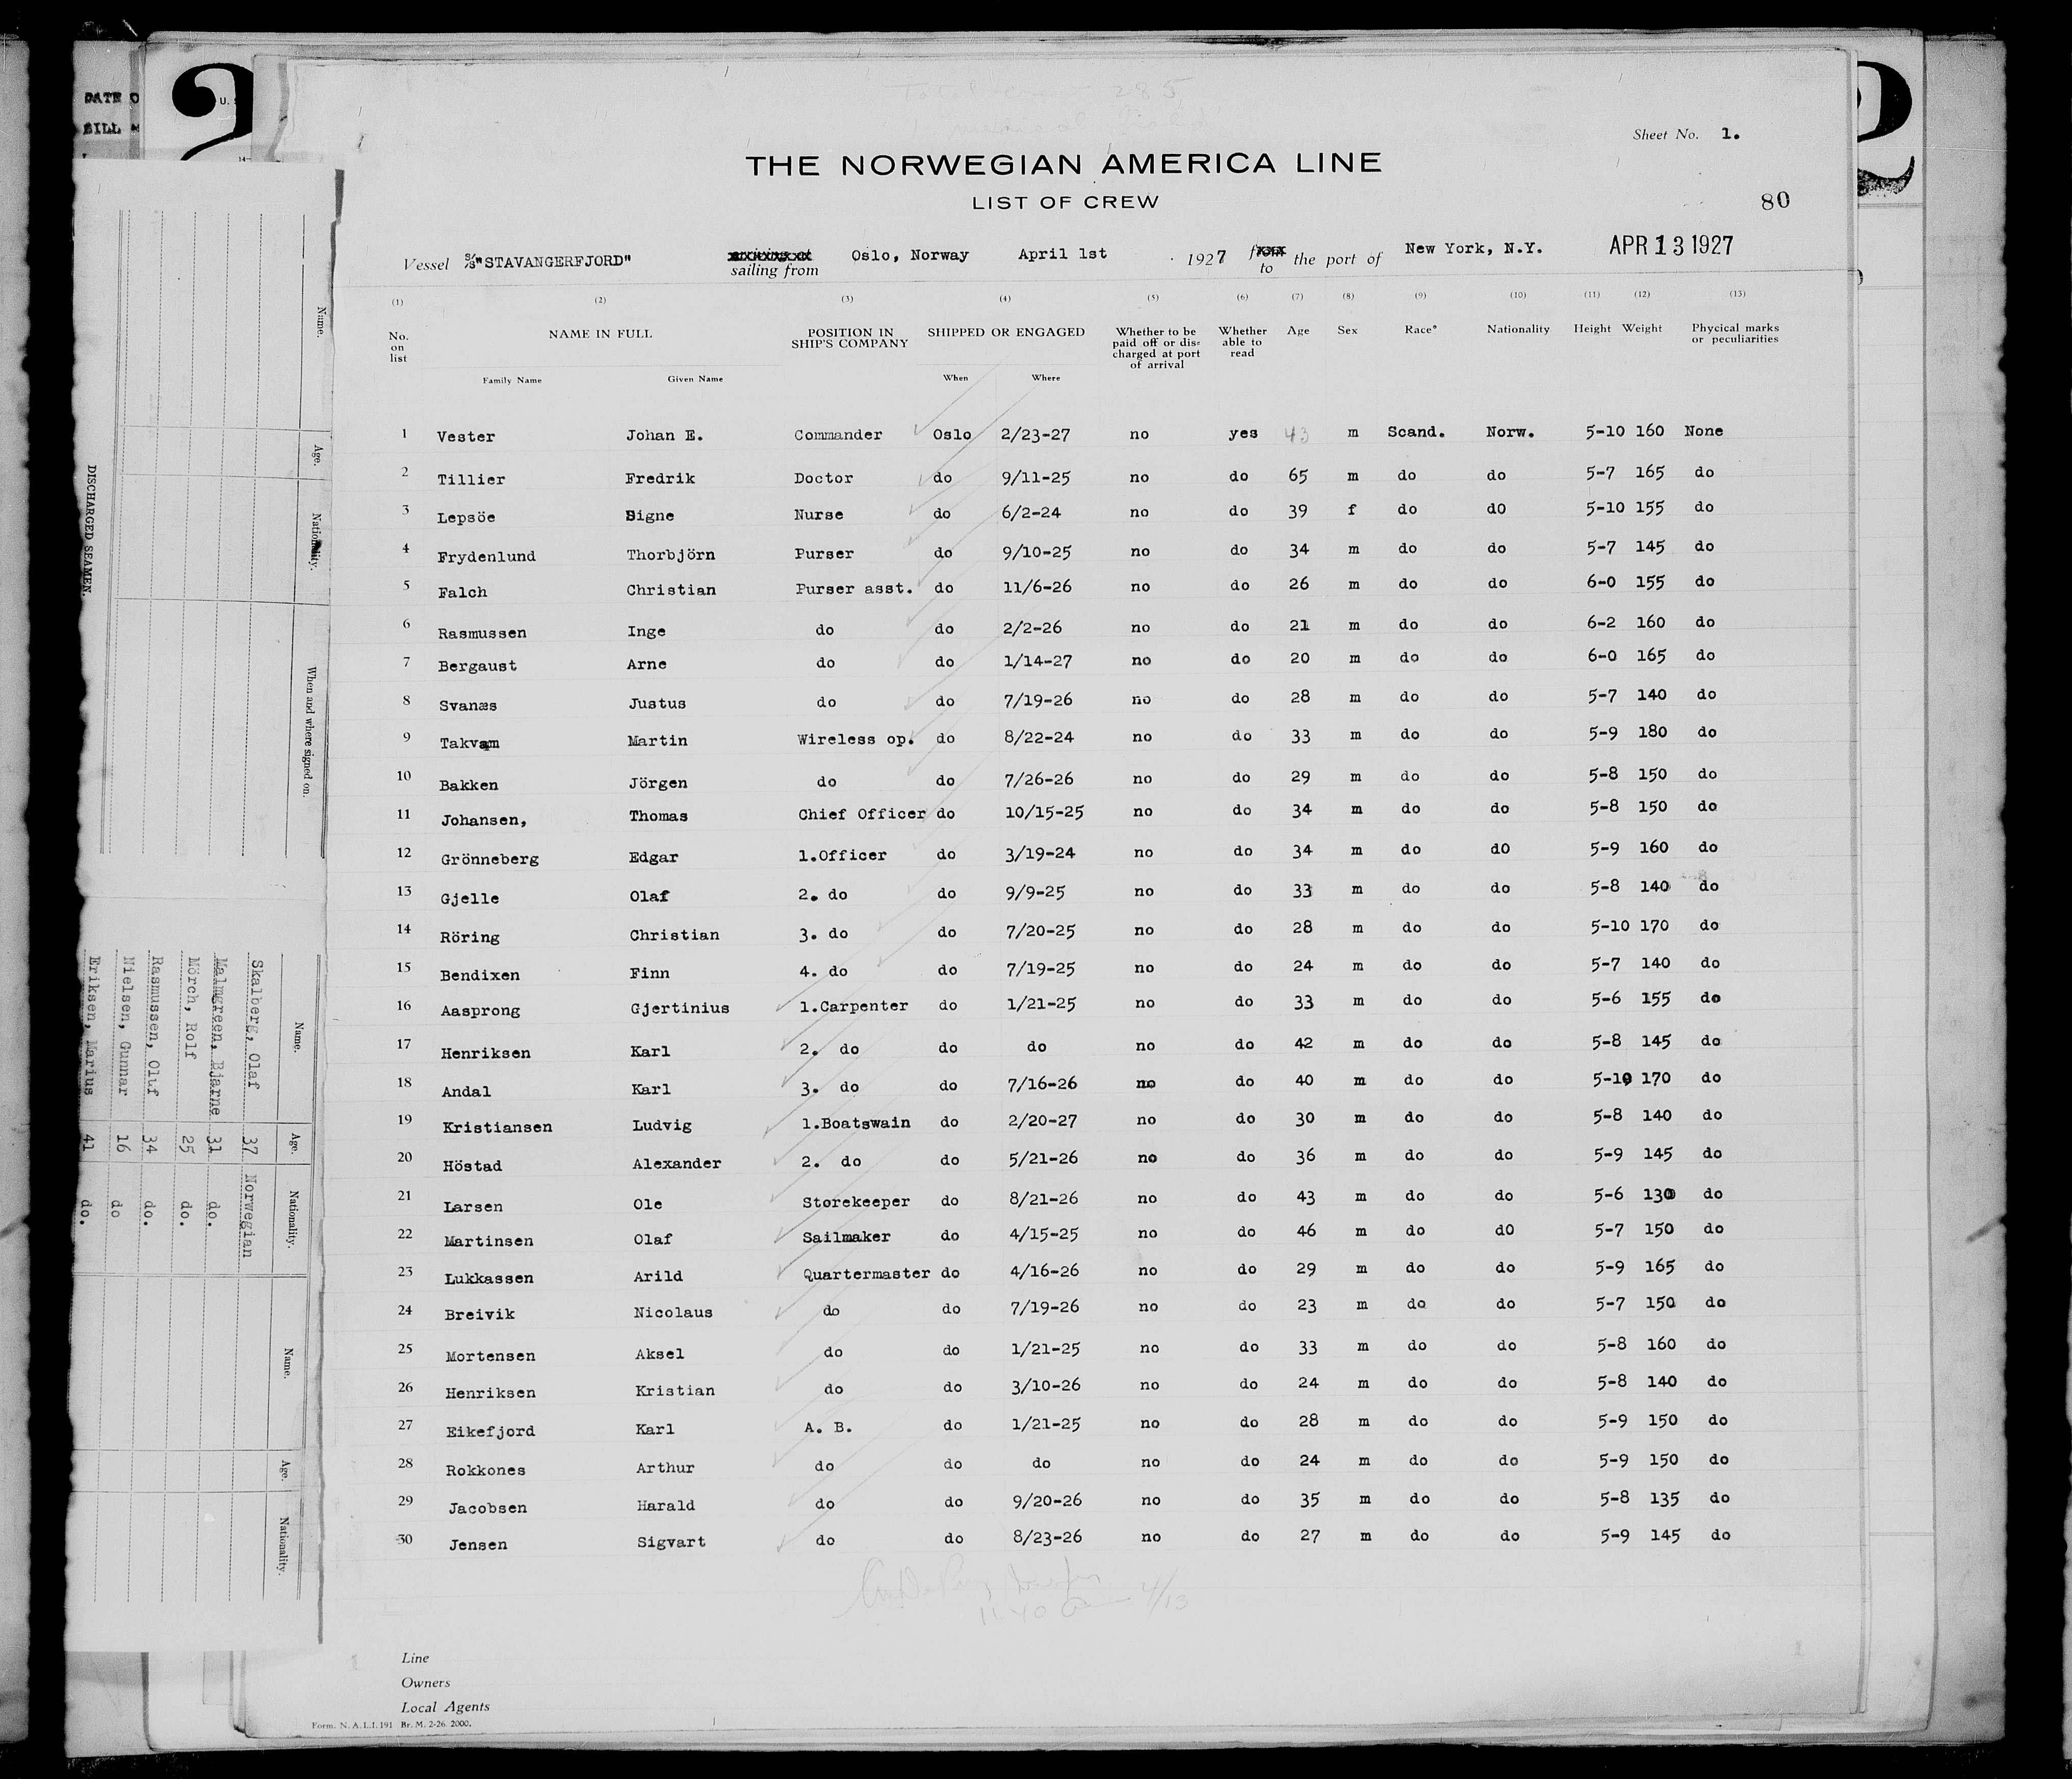 DATE O
BILL
U. S.
Total crew 285
Sheet No. 1.
THE NORWEGIAN AMERICA LINE
LIST OF CREW
80
Vessel S/S "STAVANGERFJORD" sailing from Oslo, Norway April 1st 1927 to the port of New York, N.Y. APR 13 1927
(1) (2) (3) (4) (5) (6) (7) (8) (9) (10) (11) (12) (13)
No. on list NAME IN FULL POSITION IN SHIP'S COMPANY SHIPPED OR ENGAGED Whether to be paid off or discharged at port of arrival Whether able to read Age Sex Race* Nationality Height Weight Phycical marks or peculiarities
Family Name Given Name When Where
1 Vester Johan E. Commander Oslo 2/23-27 no yes 43 m Scand. Norw. 5-10 160 None
2 Tillier Fredrik Doctor do 9/11-25 no do 65 m do do 5-7 165 do
3 Lepsöe Signe Nurse do 6/2-24 no do 39 f do dO 5-10 155 do
4 Frydenlund Thorbjörn Purser do 9/10-25 no do 34 m do do 5-7 145 do
5 Falch Christian Purser asst. do 11/6-26 no do 26 m do do 6-0 155 do
6 Rasmussen Inge do do 2/2-26 no do 21 m do do 6-2 160 do
7 Bergaust Arne do do 1/14-27 no do 20 m do do 6-0 165 do
8 Svanæs Justus do do 7/19-26 no do 28 m do do 5-7 140 do
9 Takvam Martin Wireless op. do 8/22-24 no do 33 m do do 5-9 180 do
10 Bakken Jörgen do do 7/26-26 no do 29 m do do 5-8 150 do
11 Johansen, Thomas Chief Officer do 10/15-25 no do 34 m do do 5-8 150 do
12 Grönneberg Edgar 1.Officer do 3/19-24 no do 34 m do dO 5-9 160 do
13 Gjelle Olaf 2. do do 9/9-25 no do 33 m do do 5-8 140 do
14 Röring Christian 3. do do 7/20-25 no do 28 m do do 5-10 170 do
15 Bendixen Finn 4. do do 7/19-25 no do 24 m do do 5-7 140 do
16 Aasprong Gjertinius 1.Carpenter do 1/21-25 no do 33 m do do 5-6 155 do
17 Henriksen Karl 2. do do do no do 42 m do do 5-8 145 do
18 Andal Karl 3. do do 7/16-26 no do 40 m do do 5-10 170 do
19 Kristiansen Ludvig 1.Boatswain do 2/20-27 no do 30 m do do 5-8 140 do
20 Höstad Alexander 2. do do 5/21-26 no do 36 m do do 5-9 145 do
21 Larsen Ole Storekeeper do 8/21-26 no do 43 m do do 5-6 130 do
22 Martinsen Olaf Sailmaker do 4/15-25 no do 46 m do dO 5-7 150 do
23 Lukkassen Arild Quartermaster do 4/16-26 no do 29 m do do 5-9 165 do
24 Breivik Nicolaus do do 7/19-26 no do 23 m do do 5-7 150 do
25 Mortensen Aksel do do 1/21-25 no do 33 m do do 5-8 160 do
26 Henriksen Kristian do do 3/10-26 no do 24 m do do 5-8 140 do
27 Eikefjord Karl A. B. do 1/21-25 no do 28 m do do 5-9 150 do
28 Rokkones Arthur do do do no do 24 m do do 5-9 150 do
29 Jacobsen Harald do do 9/20-26 no do 35 m do do 5-8 135 do
30 Jensen Sigvart do do 8/23-26 no do 27 m do do 5-9 145 do
11 40 4/13
Line
Owners
Local Agents
Form. N. A. L. I. 191 Br. M. 2-26. 2000.
DISCHARGED SEAMEN.
Name. Age. Nationality. When and where signed on.
Name. Age. Nationality. Name. Age. Nationality.
Skalberg, Olaf 37 Norwegian
Malmgreen, Bjarne 31 do.
Mörch, Rolf 25 do.
Rasmussen, Oluf 34 do.
Nielsen, Gunnar 16 do
Eriksen, Marius 41 do.